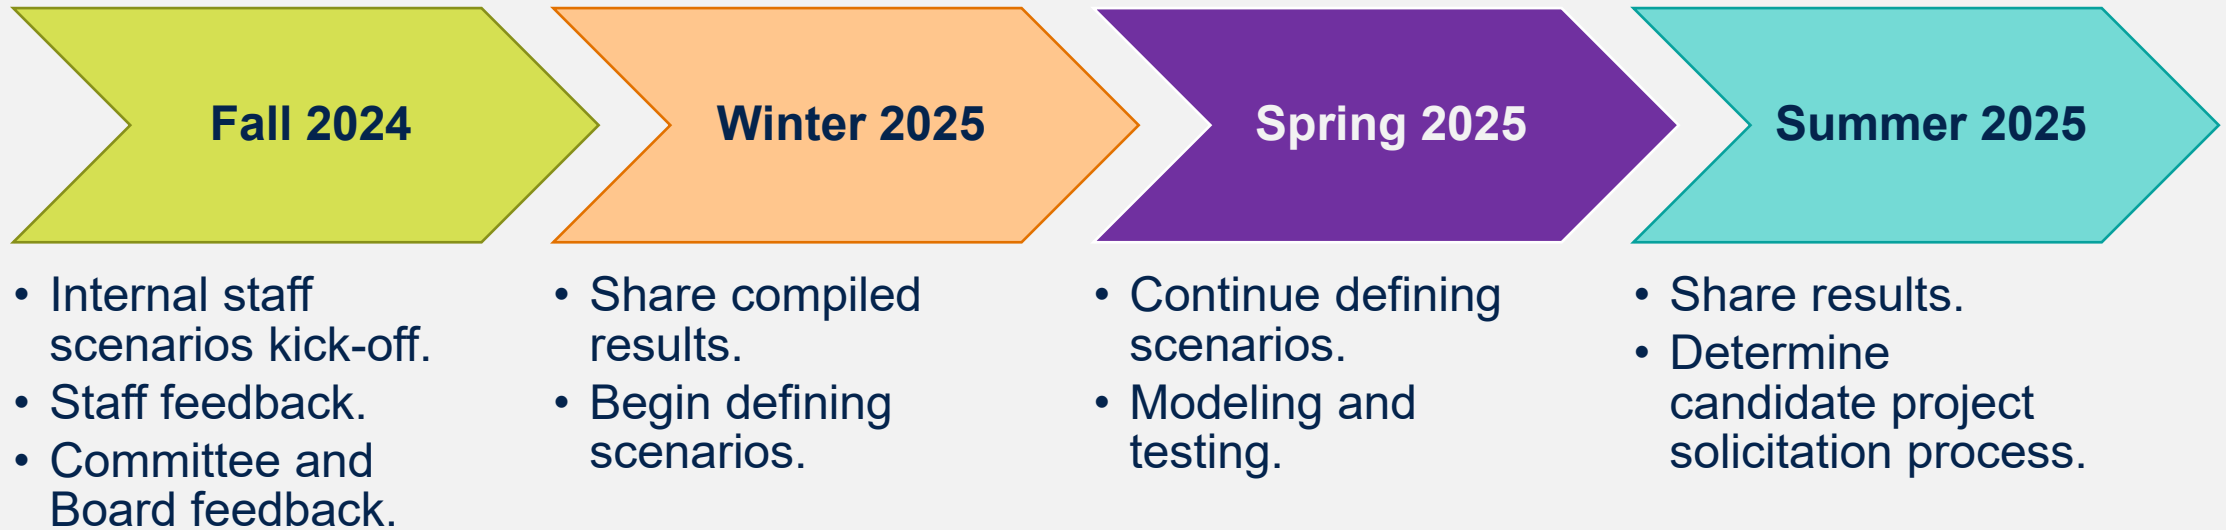 Fall 2024
Winter 2025
Spring 2025
Summer 2025
• Internal staff
scenarios kick-off.
• Staff feedback.
• Committee and
Board feedback.
• Share compiled
results.
• Begin defining
scenarios.
• Continue defining
scenarios.
• Modeling and
testing.
• Share results.
• Determine
candidate project
solicitation process.